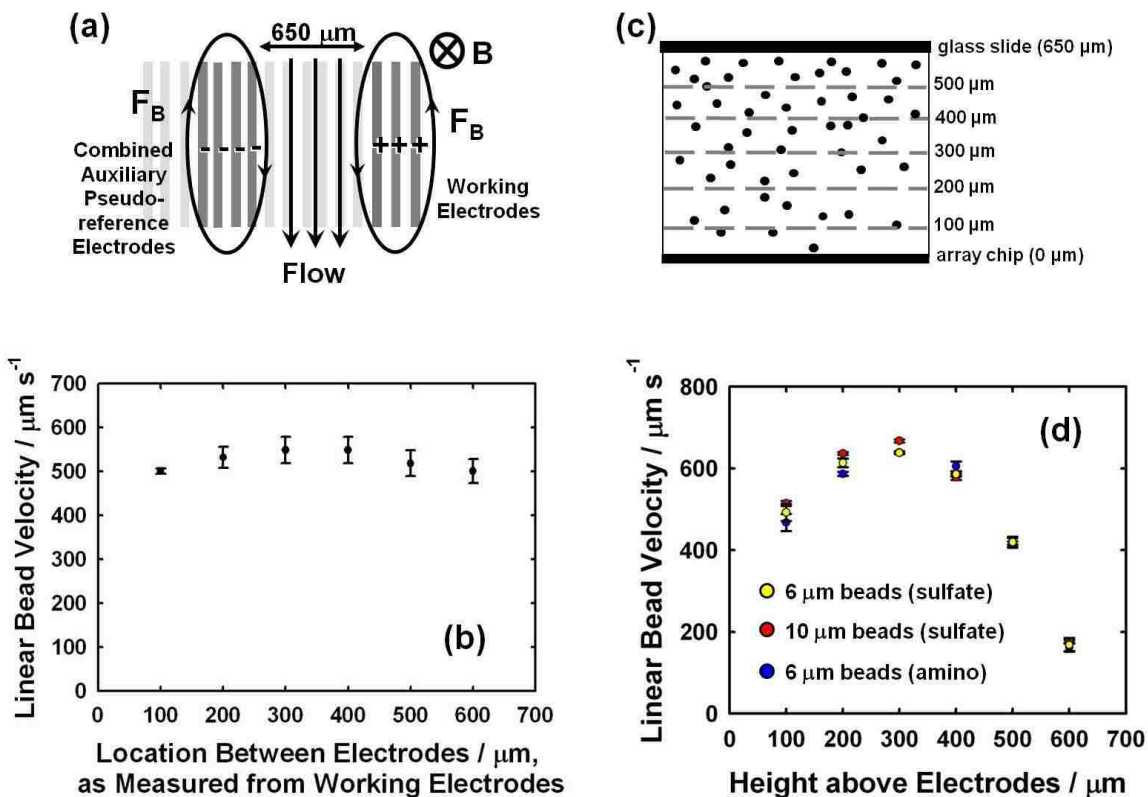 (a)
650 µm
B
F_B
F_B
- - - -
+++
Combined
Auxiliary
Pseudo-
reference
Electrodes
Working
Electrodes
Flow
(c)
glass slide (650 µm)
500 µm
400 µm
300 µm
200 µm
100 µm
array chip (0 µm)
Linear Bead Velocity / µm s⁻¹
700
600
500
400
300
200
100
0
(b)
0 100 200 300 400 500 600 700
Location Between Electrodes / µm,
as Measured from Working Electrodes
Linear Bead Velocity / µm s⁻¹
800
600
400
200
0
(d)
6 µm beads (sulfate)
10 µm beads (sulfate)
6 µm beads (amino)
0 100 200 300 400 500 600 700
Height above Electrodes / µm